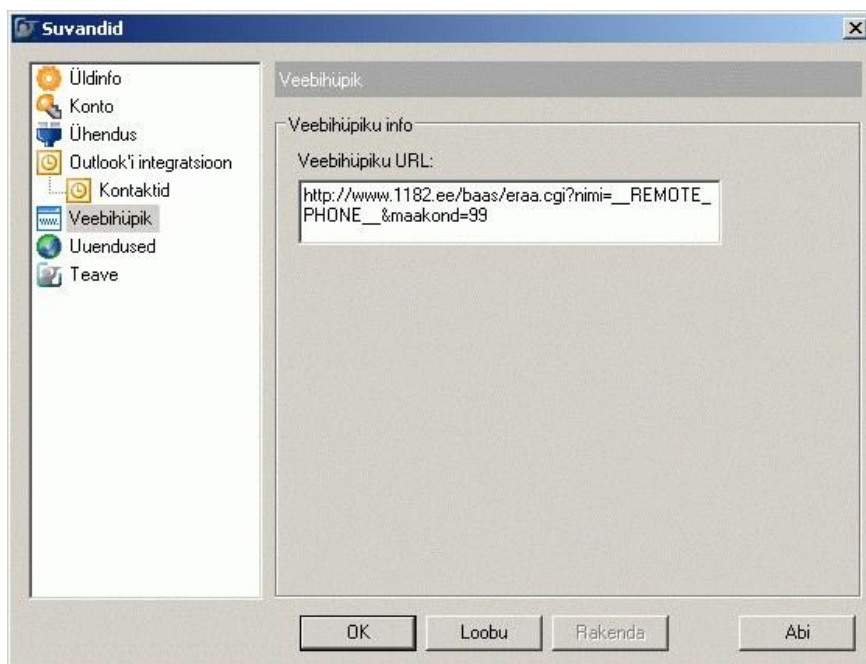 Suvandid
Üldinfo
Konto
Ühendus
Outlook'i integratsioon
Kontaktid
Veebihüpik
Uuendused
Teave
Veebihüpik
Veebihüpiku info
Veebihüpiku URL:
http://www.1182.ee/baas/eraa.cgi?nimi=__REMOTE_
PHONE__&maakond=99
OK
Loobu
Rakenda
Abi